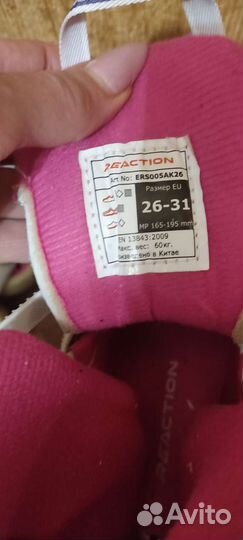 REACTION
Art No: ERS005AK26
Размер EU
26-31
MP 165-195 mm
EN 13843:2009
Макс. вес: 60кг.
Произведено в Китае
REACTION
Avito